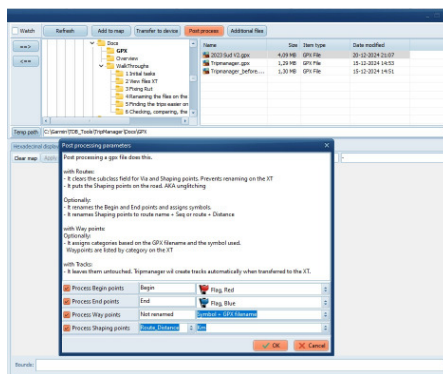 Watch
Refresh
Add to map
Transfer to device
Post process
Additional files
==>
<==
Docs
GPX
Overview
WalkThroughs
1 Initial tasks
2 View files XT
3 Fixing Rut
4 Renaming the files on the
5 Finding the trips easier on
6 Checking, comparing, the
Name Size Item type Date modified
2023 Sud V2.gpx 4,09 MB GPX File 20-12-2024 21:07
Tripmanager.gpx 1,29 MB GPX File 15-12-2024 14:53
Tripmanager_before.... 1,30 MB GPX File 15-12-2024 14:51
Temp path
Hexadecimal
Clear map
Post processing parameters
Post processing a gpx file does this.
with Routes:
- It clears the subclass field for Via and Shaping points. Prevents renaming on the XT
- It puts the Shaping points on the road. AKA unglitching
Optionally:
- It renames the Begin and End points and assigns symbols.
- It renames Shaping points to route name + Seq or route + Distance
with Way points:
Optionally:
- It assigns categories based on the GPX filename and the symbol used.
Waypoints are listed by category on the XT
with Tracks:
- It leaves them untouched. Tripmanager wil create tracks automatically when transferred to the XT.
Process Begin points Begin Flag, Red
Process End points End Flag, Blue
Process Way points Not renamed Symbol + GPX filename
Process Shaping points Route_Distance Km
OK
Cancel
Bounds: